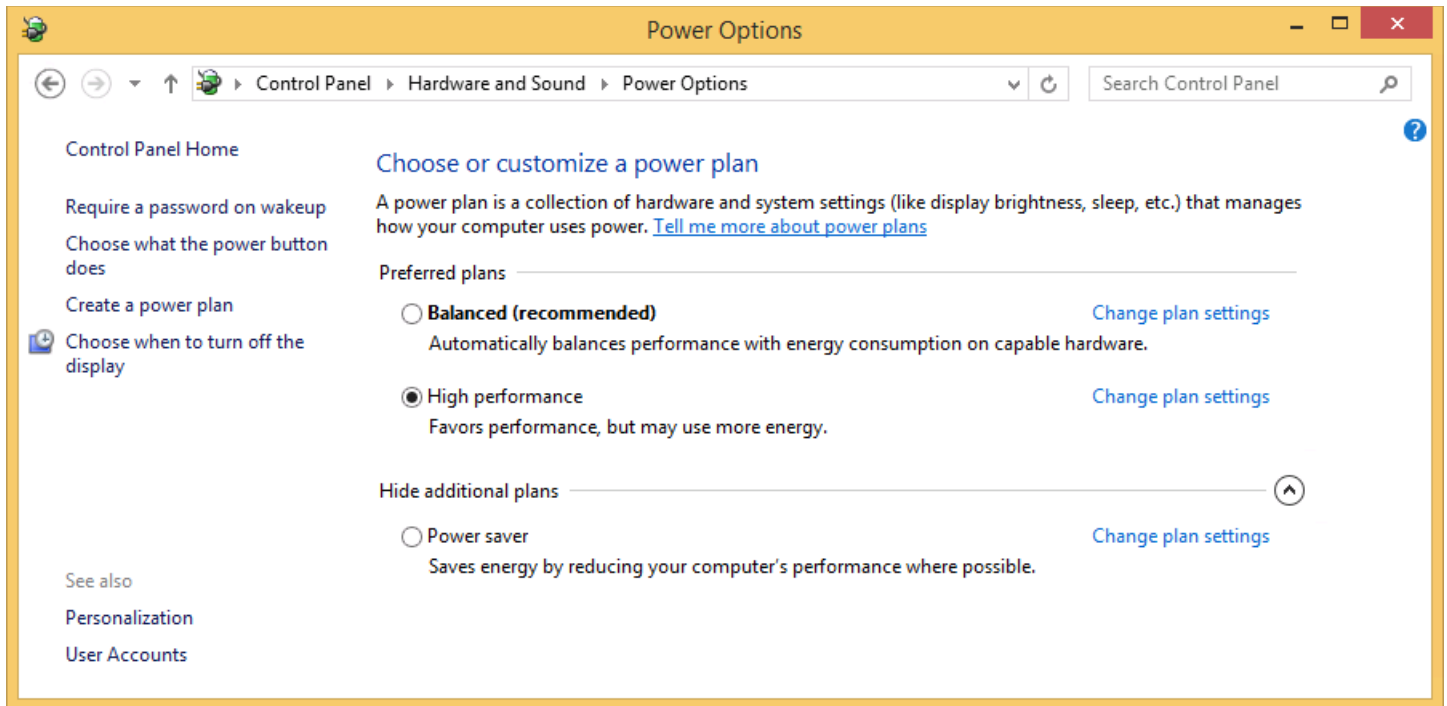 Power Options
Control Panel Hardware and Sound Power Options
Search Control Panel
Control Panel Home
Require a password on wakeup
Choose what the power button
does
Create a power plan
Choose when to turn off the
display
See also
Personalization
User Accounts
Choose or customize a power plan
A power plan is a collection of hardware and system settings (like display brightness, sleep, etc.) that manages
how your computer uses power. Tell me more about power plans
Preferred plans
Balanced (recommended) Change plan settings
Automatically balances performance with energy consumption on capable hardware.
High performance Change plan settings
Favors performance, but may use more energy.
Hide additional plans
Power saver Change plan settings
Saves energy by reducing your computer's performance where possible.